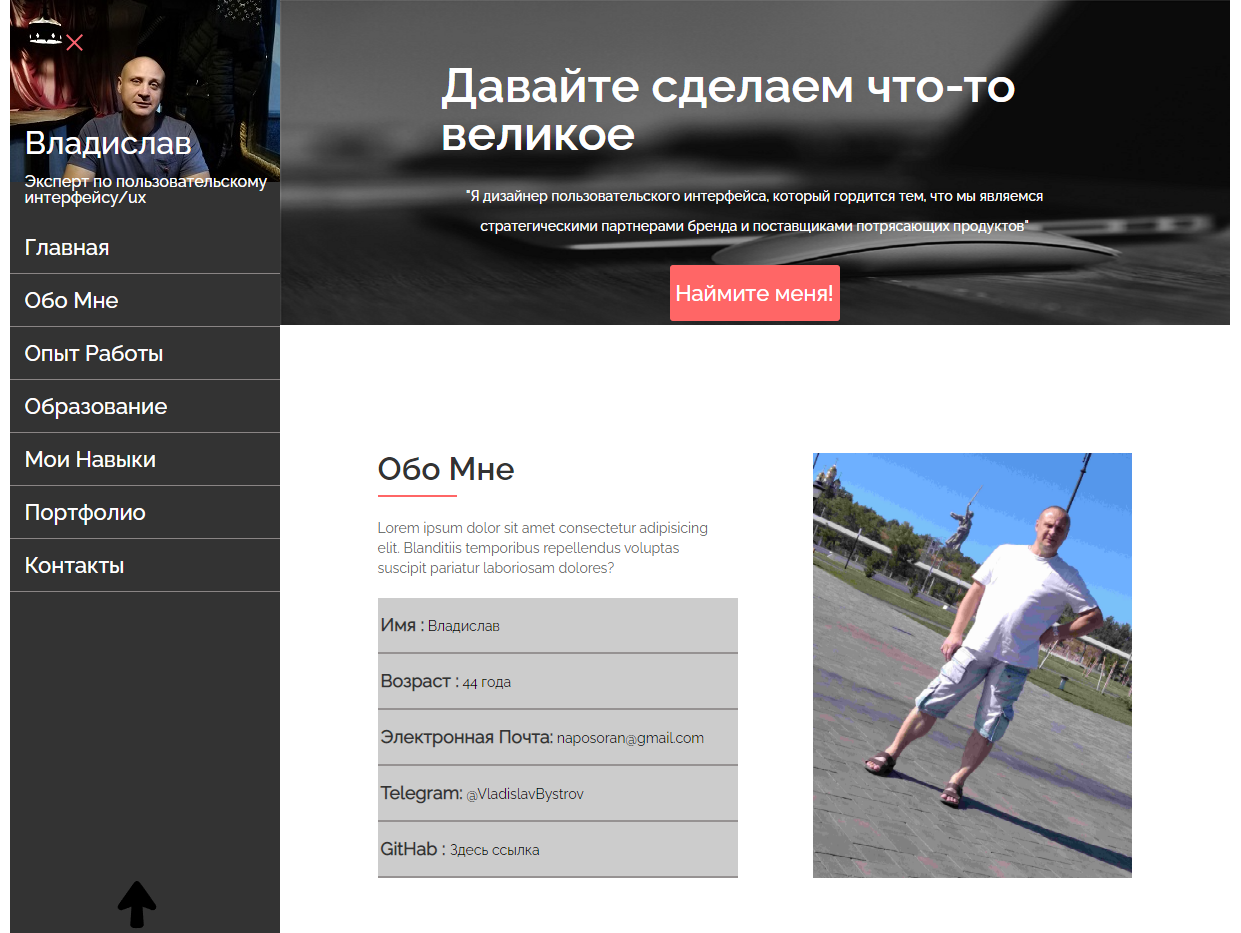 Владислав
Эксперт по пользовательскому
интерфейсу/ux
Главная
Обо Мне
Опыт Работы
Образование
Мои Навыки
Портфолио
Контакты
Давайте сделаем что-то
великое
"Я дизайнер пользовательского интерфейса, который гордится тем, что мы являемся
стратегическими партнерами бренда и поставщиками потрясающих продуктов"
Наймите меня!
Обо Мне
Lorem ipsum dolor sit amet consectetur adipisicing
elit. Blanditiis temporibus repellendus voluptas
suscipit pariatur laboriosam dolores?
Имя : Владислав
Возраст : 44 года
Электронная Почта: naposoran@gmail.com
Telegram: @VladislavBystrov
GitHab : Здесь ссылка